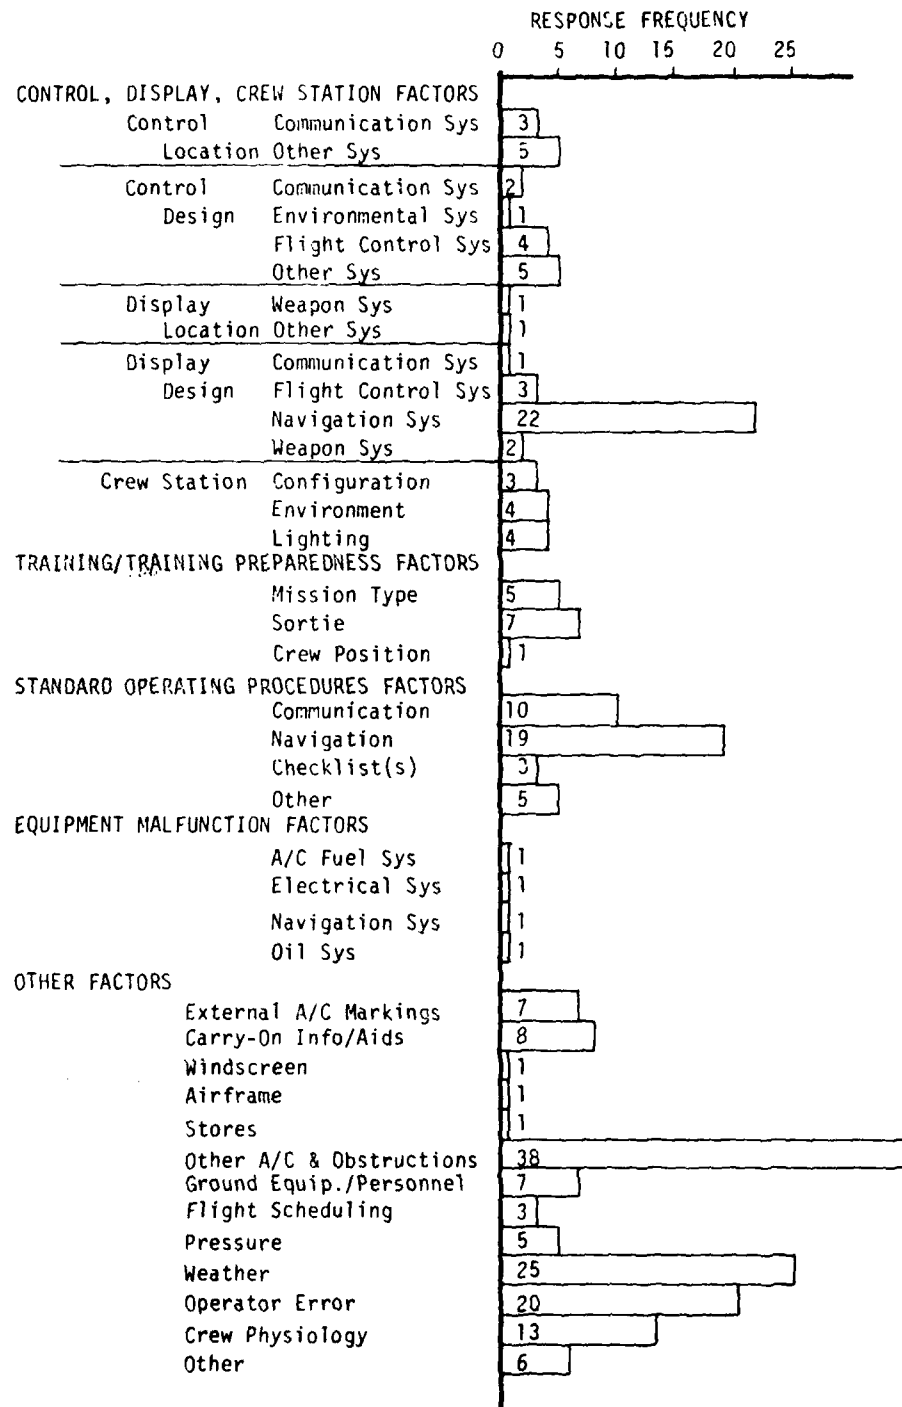 RESPONSE FREQUENCY
0 5 10 15 20 25
CONTROL, DISPLAY, CREW STATION FACTORS
Control Communication Sys 3
Location Other Sys 5
Control Communication Sys 2
Design Environmental Sys 1
Flight Control Sys 4
Other Sys 5
Display Weapon Sys 1
Location Other Sys 1
Display Communication Sys 1
Design Flight Control Sys 3
Navigation Sys 22
Weapon Sys 2
Crew Station Configuration 3
Environment 4
Lighting 4
TRAINING/TRAINING PREPAREDNESS FACTORS
Mission Type 5
Sortie 7
Crew Position 1
STANDARD OPERATING PROCEDURES FACTORS
Communication 10
Navigation 19
Checklist(s) 3
Other 5
EQUIPMENT MALFUNCTION FACTORS
A/C Fuel Sys 1
Electrical Sys 1
Navigation Sys 1
Oil Sys 1
OTHER FACTORS
External A/C Markings 7
Carry-On Info/Aids 8
Windscreen 1
Airframe 1
Stores 1
Other A/C & Obstructions 38
Ground Equip./Personnel 7
Flight Scheduling 3
Pressure 5
Weather 25
Operator Error 20
Crew Physiology 13
Other 6